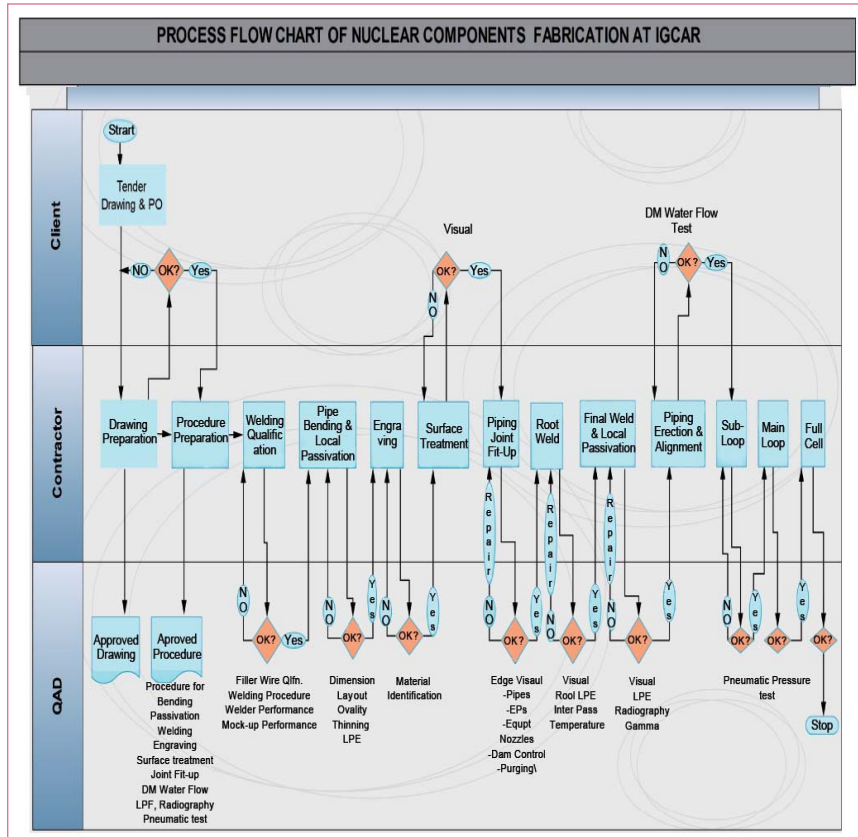 PROCESS FLOW CHART OF NUCLEAR COMPONENTS FABRICATION AT IGCAR
Client
Strart
Tender
Drawing & PO
NO
OK?
Yes
Visual
OK?
Yes
N
O
DM Water Flow
Test
N
O
OK?
Yes
Contractor
Drawing
Preparation
Procedure
Preparation
Welding
Qualific
ation
Pipe
Bending &
Local
Passivation
Engra
ving
Surface
Treatment
Piping
Joint
Fit-Up
Root
Weld
Final Weld
& Local
Passivation
Piping
Erection &
Alignment
Sub-
Loop
Main
Loop
Full
Cell
Repair
Repair
Repair
QAD
Approved
Drawing
Aproved
Procedure
Procedure for
Bending
Passivation
Welding
Engraving
Surface treatment
Joint Fit-up
DM Water Flow
LPF, Radiography
Pneumatic test
NO
OK?
Yes
Filler Wire Qlfn.
Welding Procedure
Welder Performance
Mock-up Performance
NO
OK?
Yes
Dimension
Layout
Ovality
Thinning
LPE
NO
OK?
Yes
Material
Identification
NO
OK?
Yes
Edge Visaul
-Pipes
-EPs
-Equpt
Nozzles
-Dam Control
-Purging\
NO
OK?
Yes
Visual
Rool LPE
Inter Pass
Temperature
NO
OK?
Yes
Visual
LPE
Radiography
Gamma
NO
OK?
Yes
OK?
Yes
OK?
Pneumatic Pressure
test
Stop